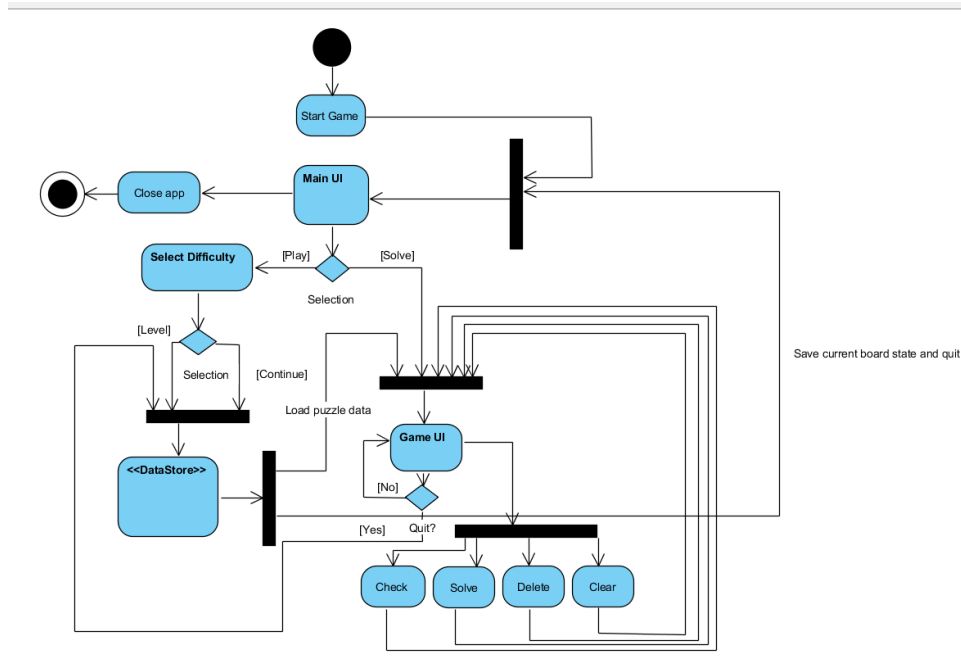 Start Game
Close app
Main UI
Select Difficulty
[Play]
[Solve]
Selection
[Level]
Selection
[Continue]
Save current board state and quit
Load puzzle data
Game UI
<<DataStore>>
[No]
[Yes]
Quit?
Check
Solve
Delete
Clear